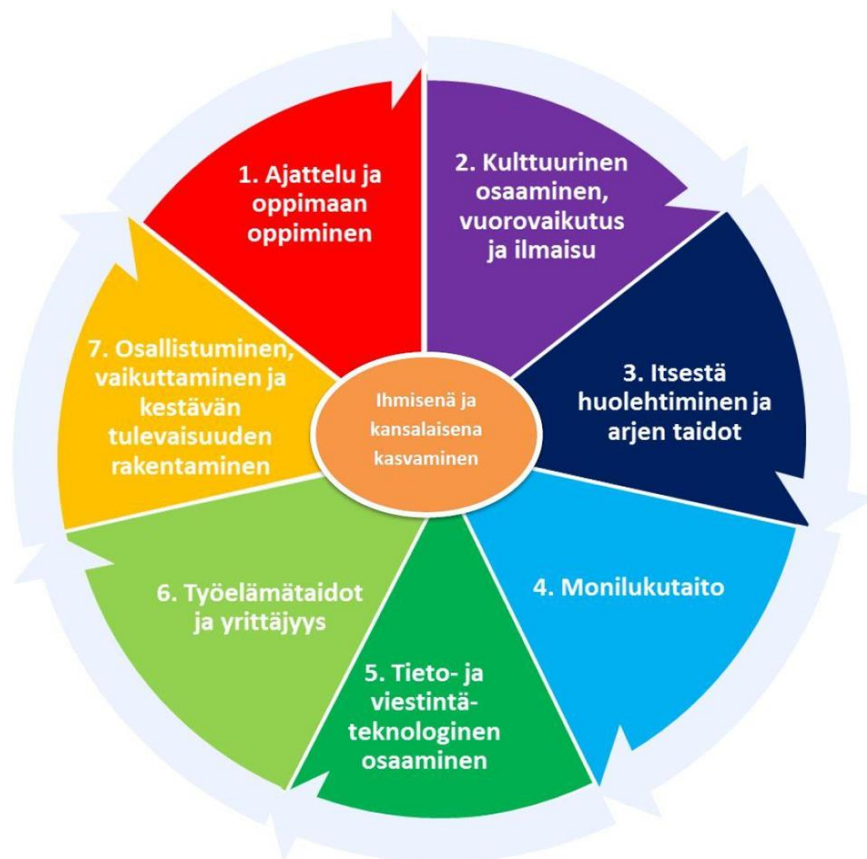 1. Ajattelu ja
oppimaan
oppiminen
2. Kulttuurinen
osaaminen,
vuorovaikutus
ja ilmaisu
3. Itsestä
huolehtiminen ja
arjen taidot
4. Monilukutaito
5. Tieto- ja
viestintä-
teknologinen
osaaminen
6. Työelämätaidot
ja yrittäjyys
7. Osallistuminen,
vaikuttaminen ja
kestävän
tulevaisuuden
rakentaminen
Ihmisenä ja
kansalaisena
kasvaminen